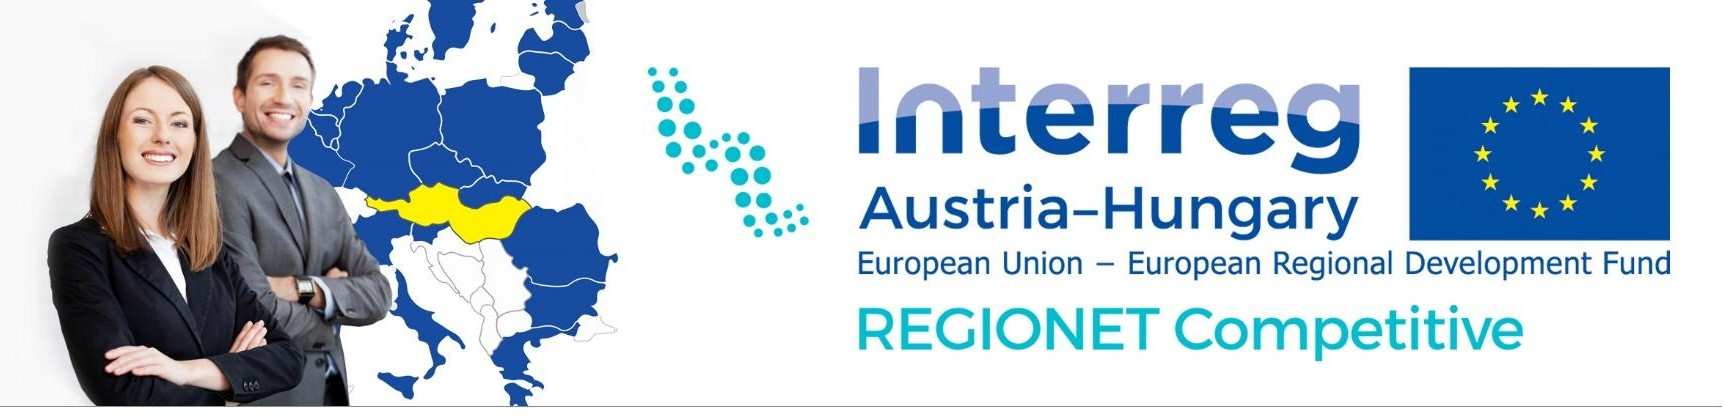 Interreg
Austria–Hungary
European Union – European Regional Development Fund
REGIONET Competitive